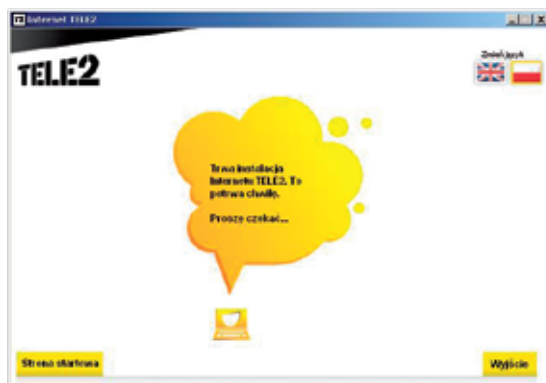 Internet TELE2
Zmień język
TELE2
Trwa instalacja
Internetu TELE2. To
potrwa chwilę.
Proszę czekać...
Strona startowa
Wyjście